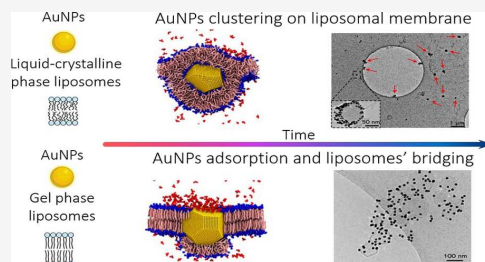 AuNPs
AuNPs clustering on liposomal membrane
Liquid-crystalline
phase liposomes
50 nm
1 µm
Time
AuNPs
AuNPs adsorption and liposomes' bridging
Gel phase
liposomes
100 nm